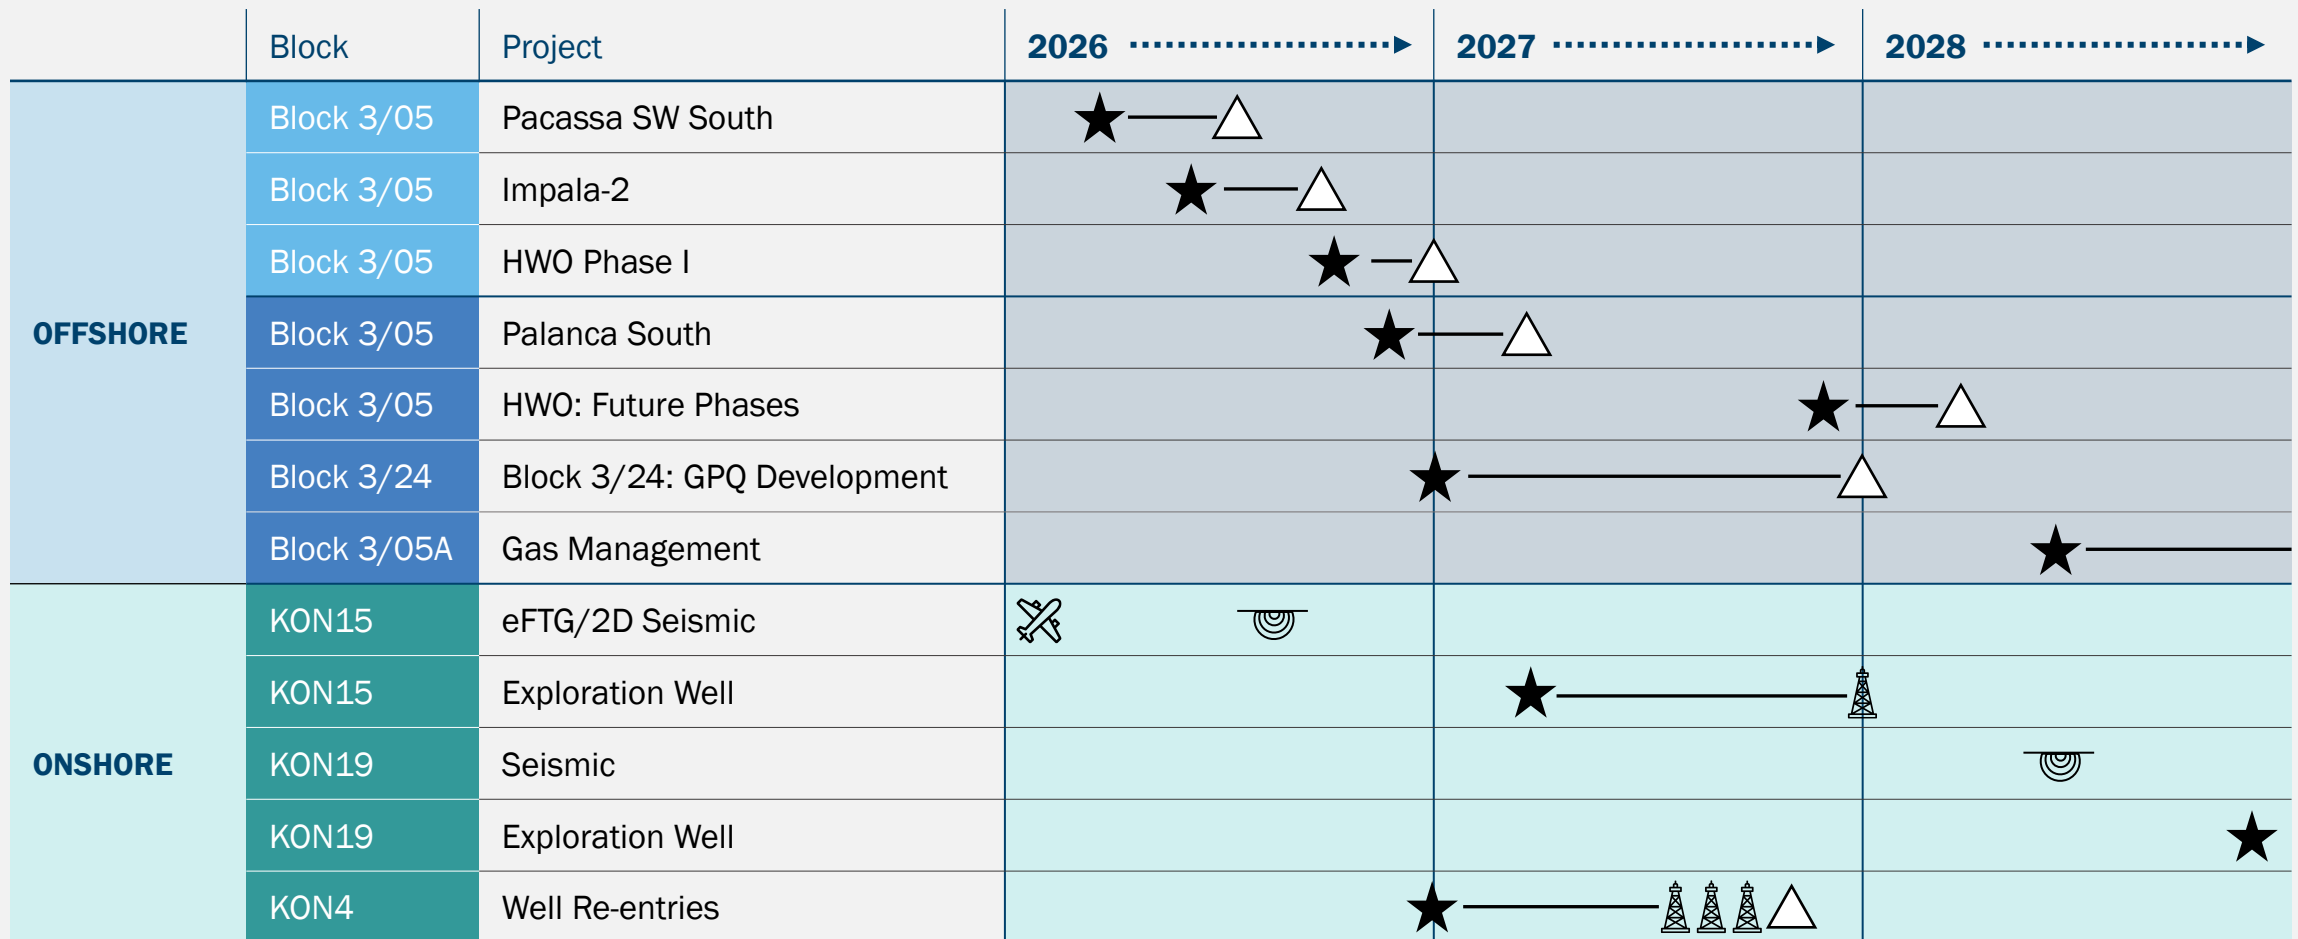 Block Project 2026 2027 2028
OFFSHORE
Block 3/05 Pacassa SW South
Block 3/05 Impala-2
Block 3/05 HWO Phase I
Block 3/05 Palanca South
Block 3/05 HWO: Future Phases
Block 3/24 Block 3/24: GPQ Development
Block 3/05A Gas Management
ONSHORE
KON15 eFTG/2D Seismic
KON15 Exploration Well
KON19 Seismic
KON19 Exploration Well
KON4 Well Re-entries